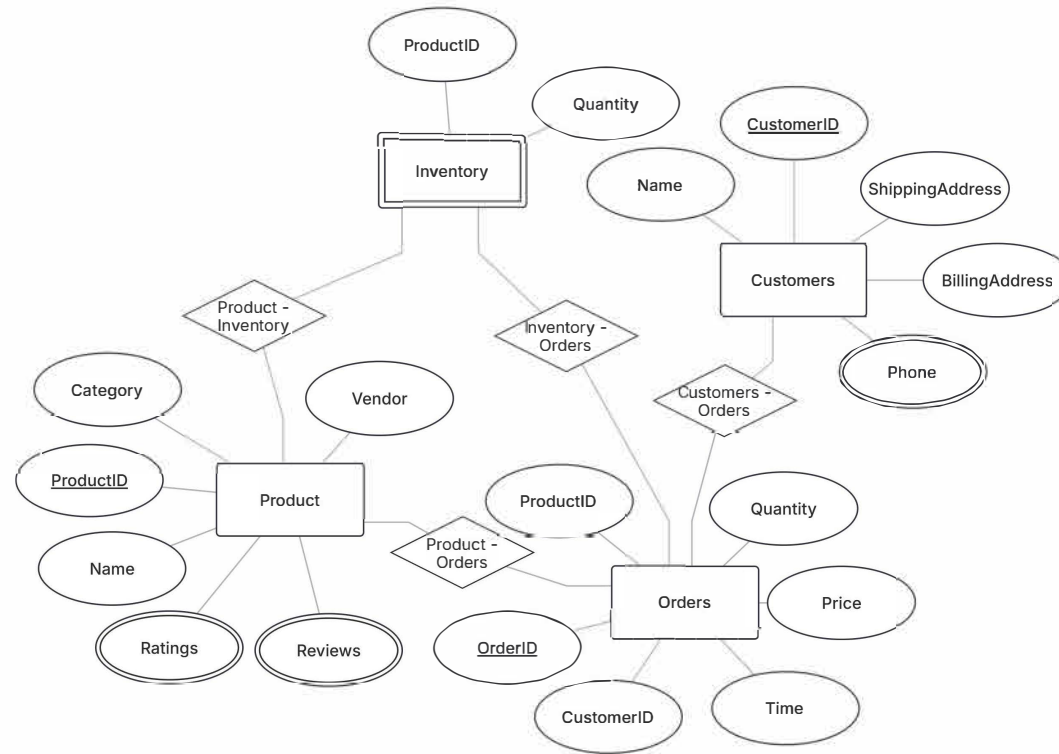 ProductID
Quantity
CustomerID
Inventory
Name
ShippingAddress
Customers
BillingAddress
Product -
Inventory
Inventory -
Orders
Phone
Category
Vendor
Customers -
Orders
ProductID
Product
ProductID
Quantity
Product -
Orders
Name
Orders
Price
Ratings
Reviews
OrderID
CustomerID
Time